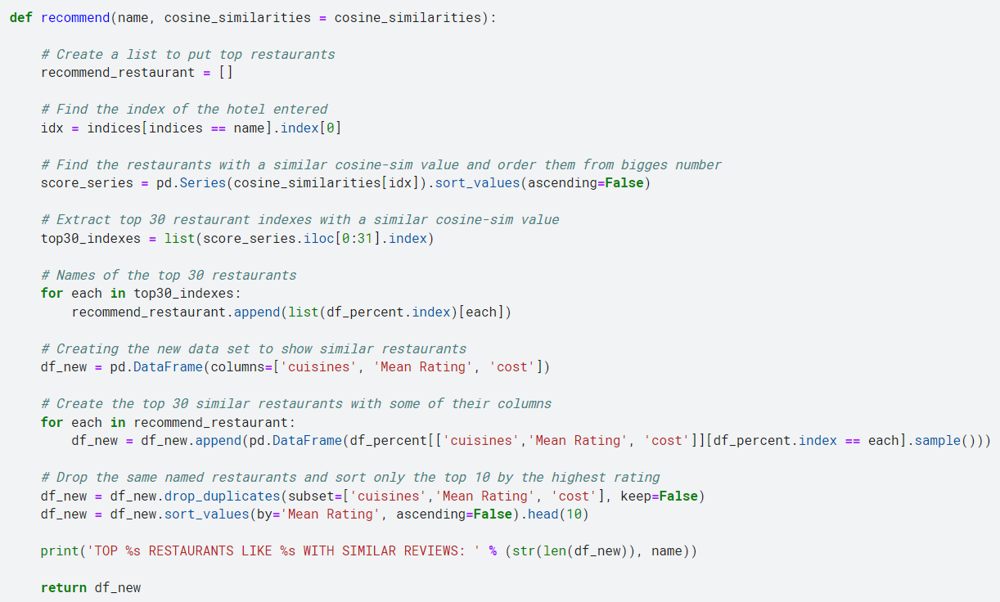 def recommend(name, cosine_similarities = cosine_similarities):
# Create a list to put top restaurants
recommend_restaurant = []
# Find the index of the hotel entered
idx = indices[indices == name].index[0]
# Find the restaurants with a similar cosine-sim value and order them from bigges number
score_series = pd.Series(cosine_similarities[idx]).sort_values(ascending=False)
# Extract top 30 restaurant indexes with a similar cosine-sim value
top30_indexes = list(score_series.iloc[0:31].index)
# Names of the top 30 restaurants
for each in top30_indexes:
recommend_restaurant.append(list(df_percent.index)[each])
# Creating the new data set to show similar restaurants
df_new = pd.DataFrame(columns=['cuisines', 'Mean Rating', 'cost'])
# Create the top 30 similar restaurants with some of their columns
for each in recommend_restaurant:
df_new = df_new.append(pd.DataFrame(df_percent[['cuisines','Mean Rating', 'cost']][df_percent.index == each].sample()))
# Drop the same named restaurants and sort only the top 10 by the highest rating
df_new = df_new.drop_duplicates(subset=['cuisines','Mean Rating', 'cost'], keep=False)
df_new = df_new.sort_values(by='Mean Rating', ascending=False).head(10)
print('TOP %s RESTAURANTS LIKE %s WITH SIMILAR REVIEWS: ' % (str(len(df_new)), name))
return df_new